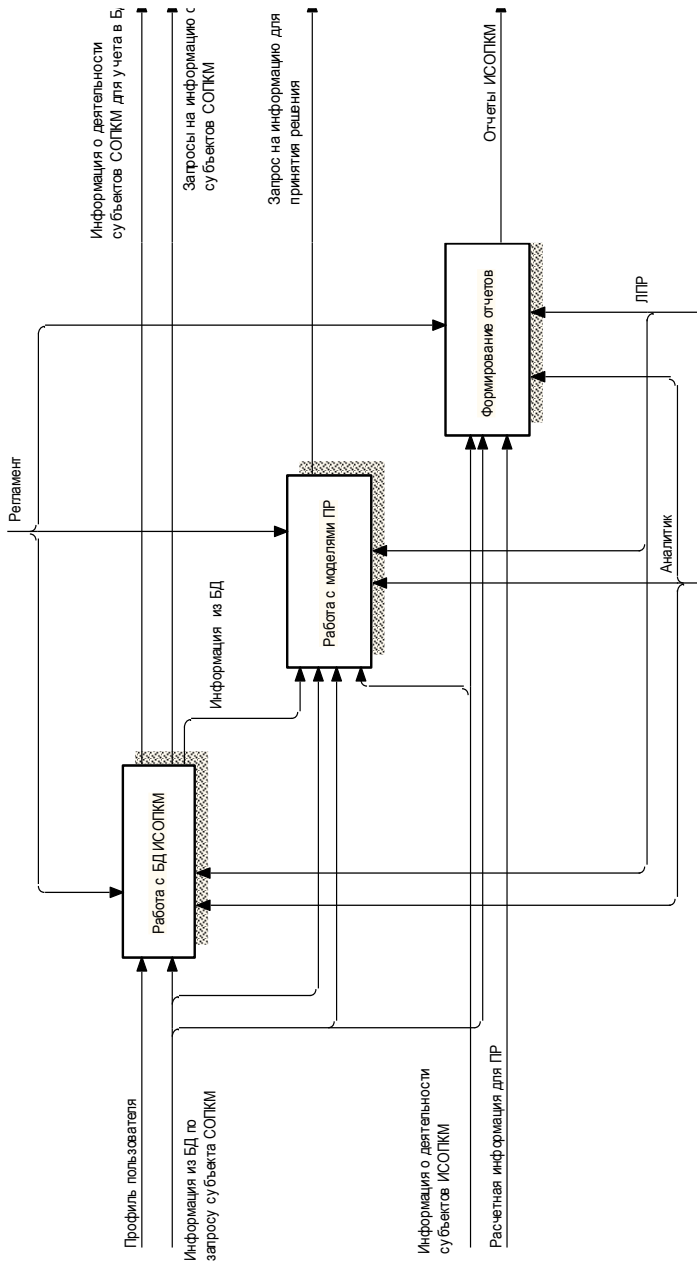 Регламент
Информация о деятельности
субъектов СОПКМ для учета в Б
Запросы на информацию с
субъектов СОПКМ
Запрос на информацию для
принятия решения
Отчеты ИСОПКМ
Работа с БД ИСОПКМ
Информация из БД
Работа с моделями ПР
Формирование отчетов
Профиль пользователя
Информация из БД по
запросу субъекта СОПКМ
Информация о деятельности
субъектов ИСОПКМ
Расчетная информация для ПР
Аналитик
ЛПР